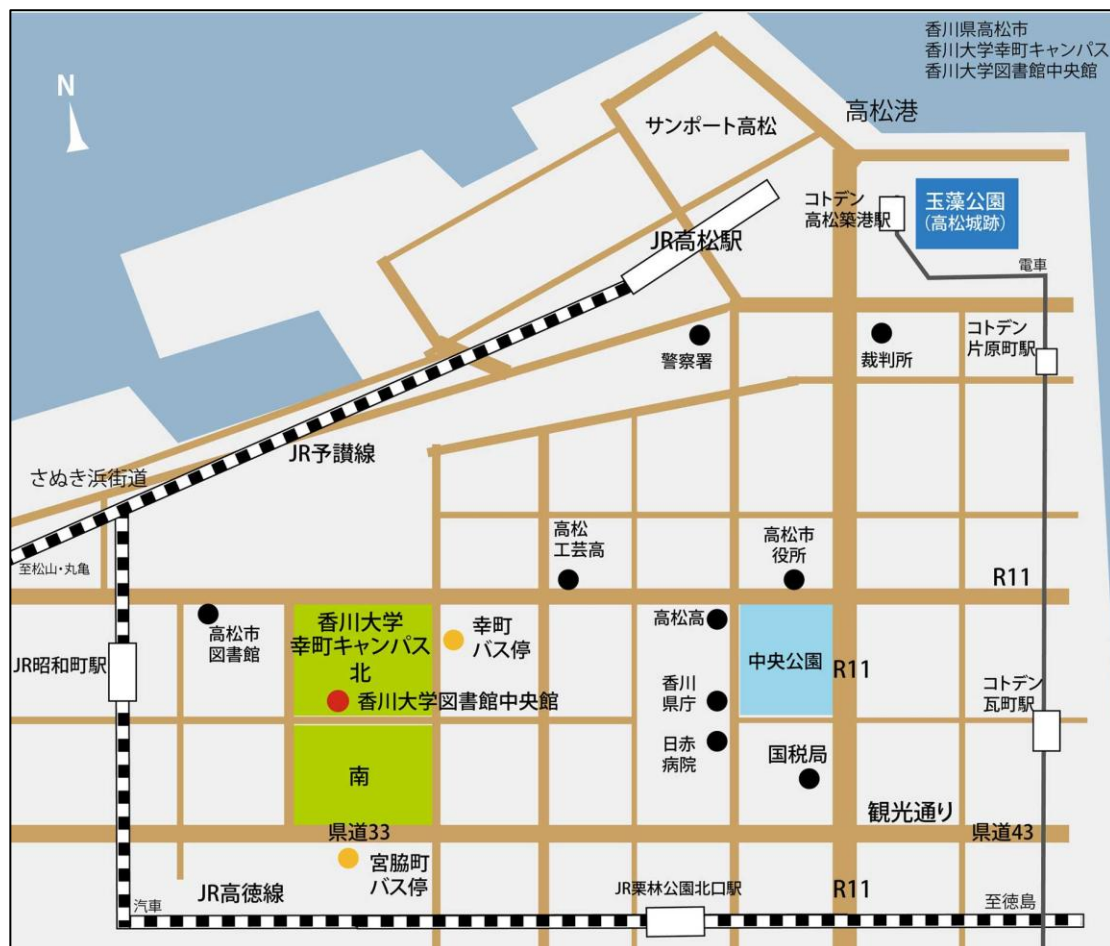 香川県高松市
香川大学幸町キャンパス
香川大学図書館中央館
N
高松港
サンポート高松
コトデン
高松築港駅
玉藻公園
（高松城跡）
JR高松駅
電車
警察署
裁判所
コトデン
片原町駅
JR予讃線
さぬき浜街道
至松山・丸亀
高松
工芸高
高松市
役所
R11
高松市
図書館
香川大学
幸町キャンパス
北
幸町
バス停
高松高
中央公園
R11
JR昭和町駅
香川大学図書館中央館
香川
県庁
コトデン
瓦町駅
日赤
病院
国税局
南
観光通り
県道33
県道43
宮脇町
バス停
JR高徳線
汽車
JR栗林公園北口駅
R11
至徳島